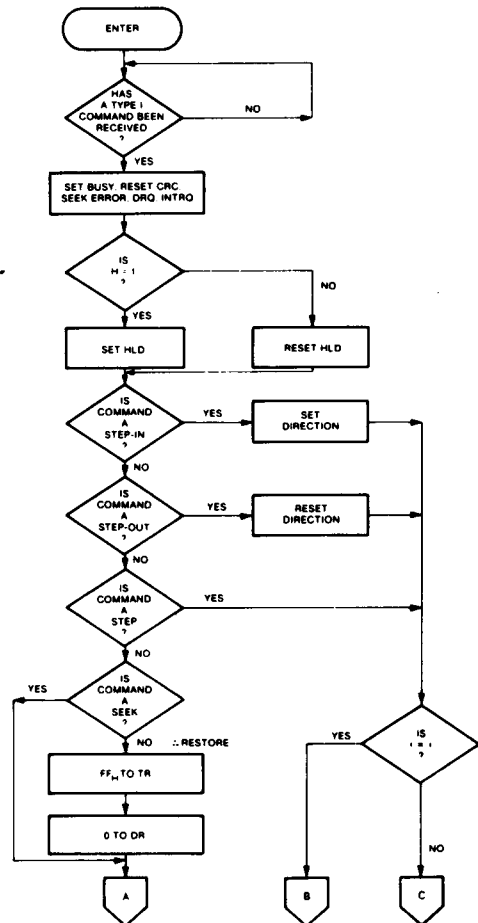 ENTER
HAS
A TYPE I
COMMAND BEEN
RECEIVED
?
NO
YES
SET BUSY, RESET CRC,
SEEK ERROR, DRQ, INTRQ
IS
H = 1
?
NO
YES
SET HLD
RESET HLD
IS
COMMAND
A
STEP-IN
?
YES
SET
DIRECTION
NO
IS
COMMAND
A
STEP-OUT
?
YES
RESET
DIRECTION
NO
IS
COMMAND
A
STEP
?
YES
NO
IS
COMMAND
A
SEEK
?
YES
NO ∴ RESTORE
FFH TO TR
0 TO DR
A
IS
?
YES
NO
B
C